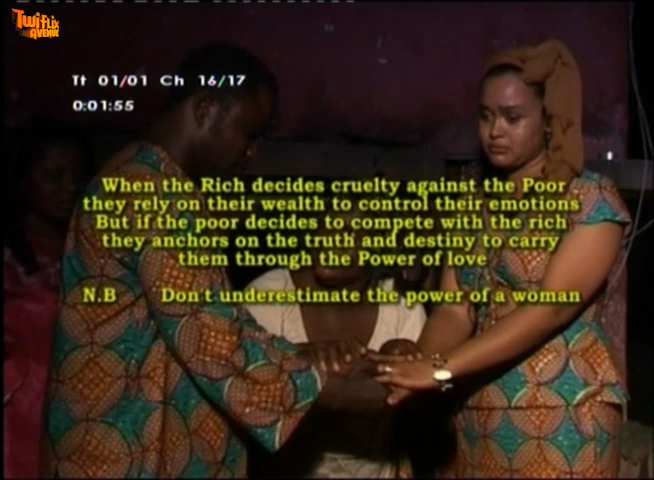 Twiflix
AVENUE
Tt 01/01 Ch 16/17
0:01:55
When the Rich decides cruelty against the Poor
they rely on their wealth to control their emotions
But if the poor decides to compete with the rich
they anchors on the truth and destiny to carry
them through the Power of love
N.B Don't underestimate the power of a woman